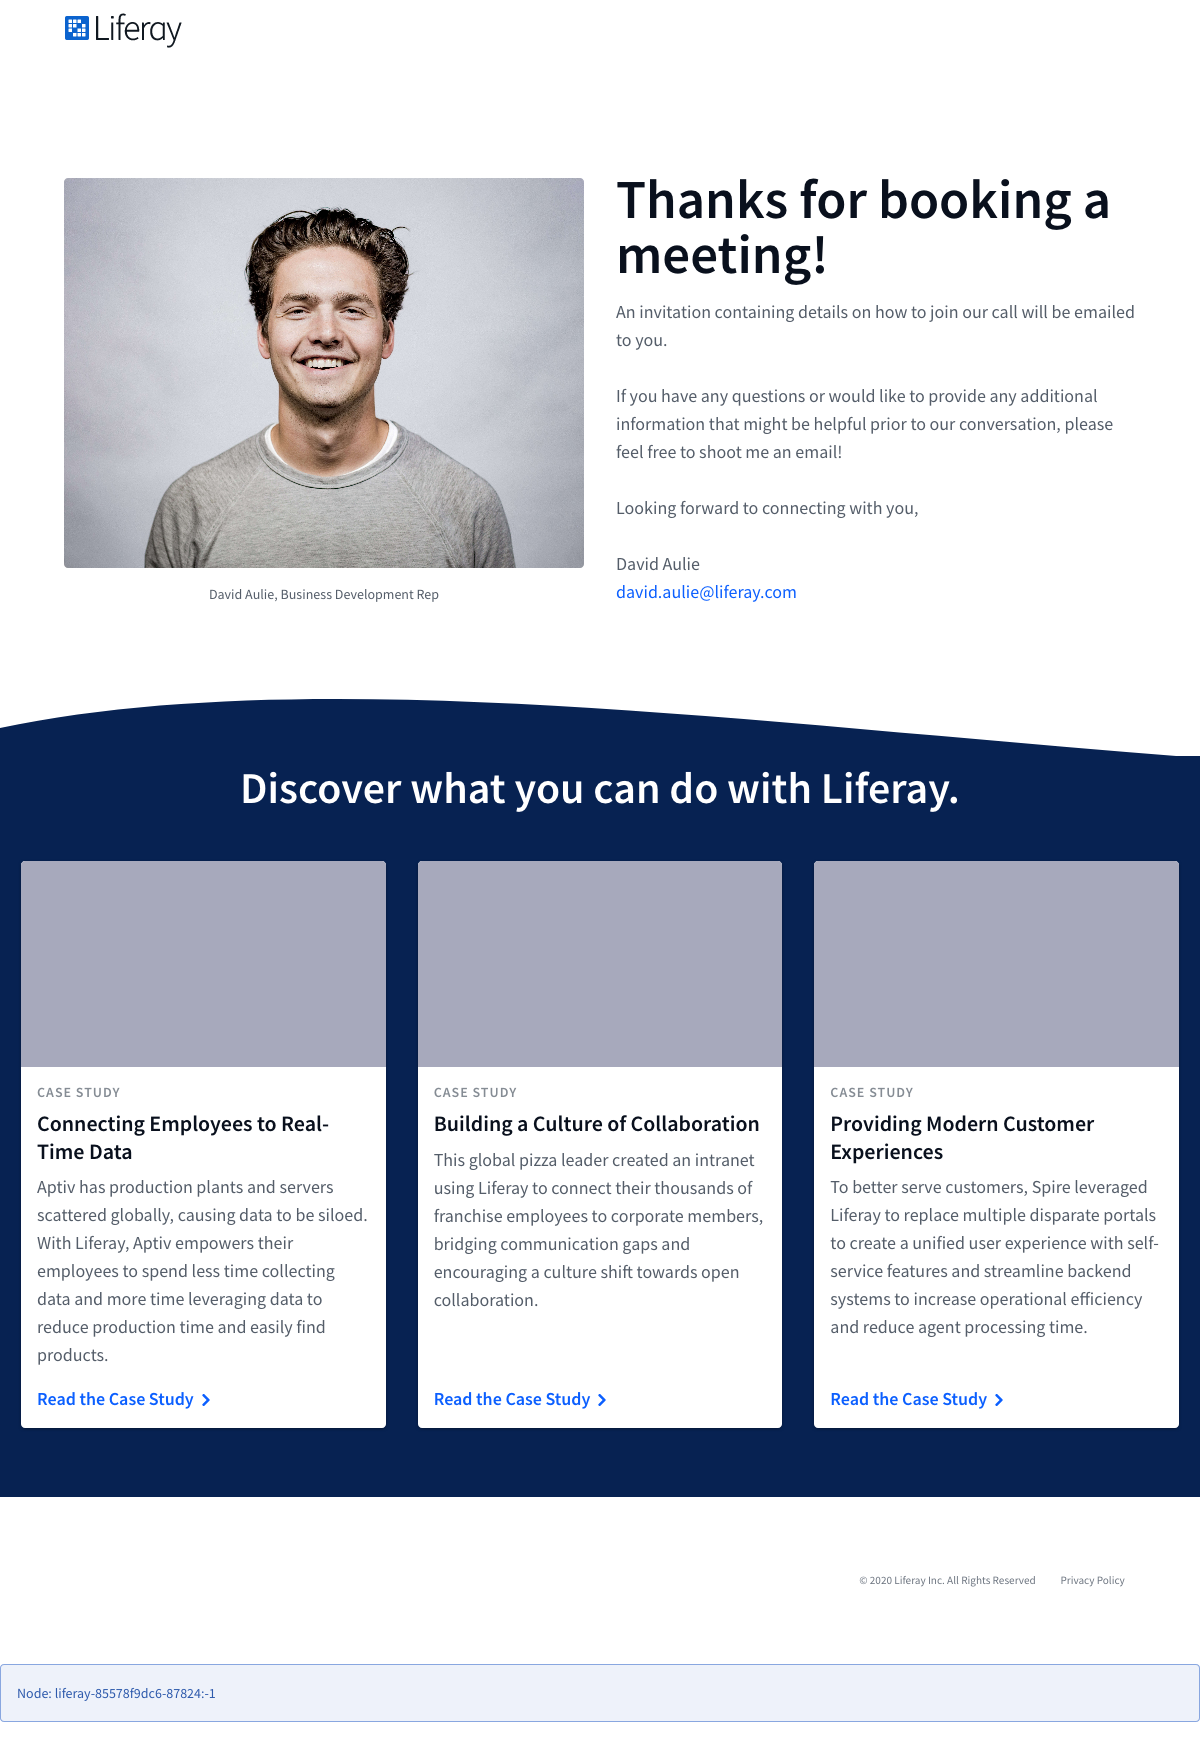 Liferay
Thanks for booking a
meeting!
An invitation containing details on how to join our call will be emailed
to you.
If you have any questions or would like to provide any additional
information that might be helpful prior to our conversation, please
feel free to shoot me an email!
Looking forward to connecting with you,
David Aulie
david.aulie@liferay.com
David Aulie, Business Development Rep
Discover what you can do with Liferay.
CASE STUDY
Connecting Employees to Real-
Time Data
Aptiv has production plants and servers
scattered globally, causing data to be siloed.
With Liferay, Aptiv empowers their
employees to spend less time collecting
data and more time leveraging data to
reduce production time and easily find
products.
Read the Case Study
CASE STUDY
Building a Culture of Collaboration
This global pizza leader created an intranet
using Liferay to connect their thousands of
franchise employees to corporate members,
bridging communication gaps and
encouraging a culture shift towards open
collaboration.
Read the Case Study
CASE STUDY
Providing Modern Customer
Experiences
To better serve customers, Spire leveraged
Liferay to replace multiple disparate portals
to create a unified user experience with self-
service features and streamline backend
systems to increase operational efficiency
and reduce agent processing time.
Read the Case Study
© 2020 Liferay Inc. All Rights Reserved Privacy Policy
Node: liferay-85578f9dc6-87824:-1